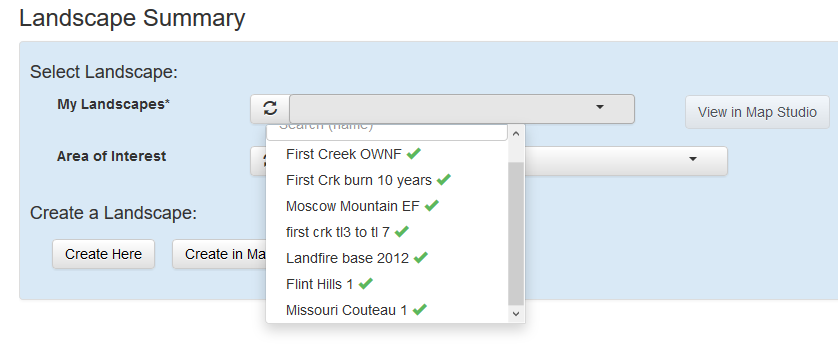 Landscape Summary
Select Landscape:
My Landscapes*
View in Map Studio
Search (name)
Area of Interest
First Creek OWNF
First Crk burn 10 years
Moscow Mountain EF
first crk tl3 to tl 7
Landfire base 2012
Flint Hills 1
Missouri Couteau 1
Create a Landscape:
Create Here
Create in Ma